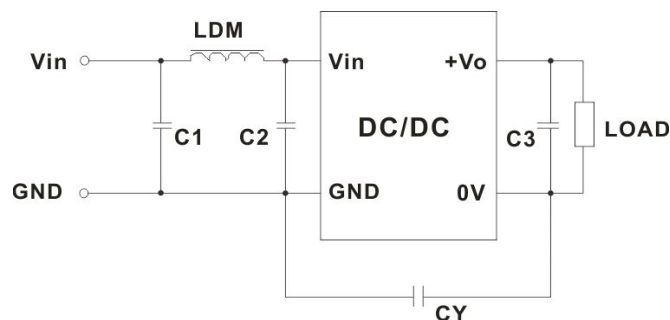 LDM
Vin
Vin
+Vo
C1
C2
DC/DC
C3
LOAD
GND
GND
0V
CY